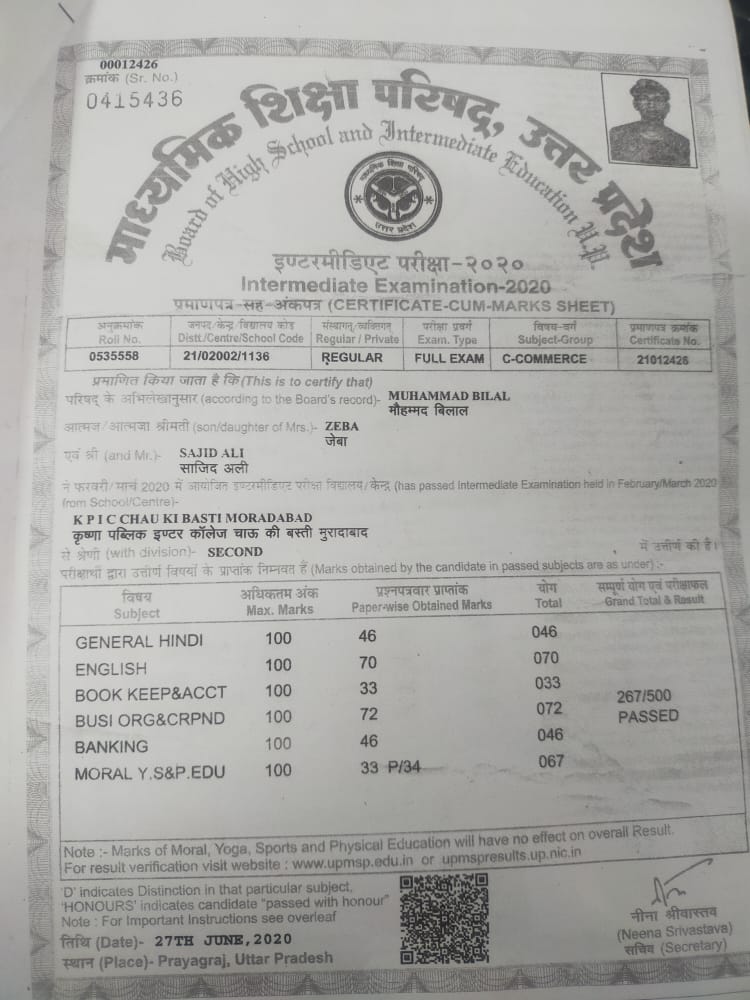 00012426
क्रमांक (Sr. No.)
0415436
माध्यमिक शिक्षा परिषद्, उत्तर प्रदेश
Board of High School and Intermediate Education U.P.
माध्यमिक शिक्षा परिषद
उत्तर प्रदेश
इण्टरमीडिएट परीक्षा-२०२०
Intermediate Examination-2020
प्रमाणपत्र-सह-अंकपत्र (CERTIFICATE-CUM-MARKS SHEET)
अनुक्रमांक जनपद/केन्द्र विद्यालय कोड संस्थागत/व्यक्तिगत परीक्षा प्रवर्ग विषय-वर्ग प्रमाणपत्र क्रमांक
Roll No. Distt./Centre/School Code Regular / Private Exam. Type Subject-Group Certificate No.
0535558 21/02002/1136 REGULAR FULL EXAM C-COMMERCE 21012426
प्रमाणित किया जाता है कि (This is to certify that)
परिषद् के अभिलेखानुसार (according to the Board's record)- MUHAMMAD BILAL
मौहम्मद बिलाल
आत्मज/आत्मजा श्रीमती (son/daughter of Mrs.)- ZEBA
जेबा
एवं श्री (and Mr.)- SAJID ALI
साजिद अली
ने फरवरी/मार्च 2020 में आयोजित इण्टरमीडिएट परीक्षा विद्यालय/केन्द्र (has passed Intermediate Examination held in February/March 2020
from School/Centre)-
K P I C CHAU KI BASTI MORADABAD
कृष्णा पब्लिक इण्टर कॉलेज चाऊ की बस्ती मुरादाबाद
से श्रेणी (with division)- SECOND में उत्तीर्ण की है।
परीक्षार्थी द्वारा उत्तीर्ण विषयों के प्राप्तांक निम्नवत हैं (Marks obtained by the candidate in passed subjects are as under) :-
विषय अधिकतम अंक प्रश्नपत्रवार प्राप्तांक योग सम्पूर्ण योग एवं परीक्षाफल
Subject Max. Marks Paper-wise Obtained Marks Total Grand Total & Result
GENERAL HINDI 100 46 046
ENGLISH 100 70 070
BOOK KEEP&ACCT 100 33 033 267/500
BUSI ORG&CRPND 100 72 072 PASSED
BANKING 100 46 046
MORAL Y.S&P.EDU 100 33 P/34 067
Note :- Marks of Moral, Yoga, Sports and Physical Education will have no effect on overall Result.
For result verification visit website : www.upmsp.edu.in or upmspresults.up.nic.in
'D' indicates Distinction in that particular subject,
'HONOURS' indicates candidate "passed with honour"
Note : For Important Instructions see overleaf
तिथि (Date)- 27TH JUNE,2020
स्थान (Place)- Prayagraj, Uttar Pradesh
नीना श्रीवास्तव
(Neena Srivastava)
सचिव (Secretary)